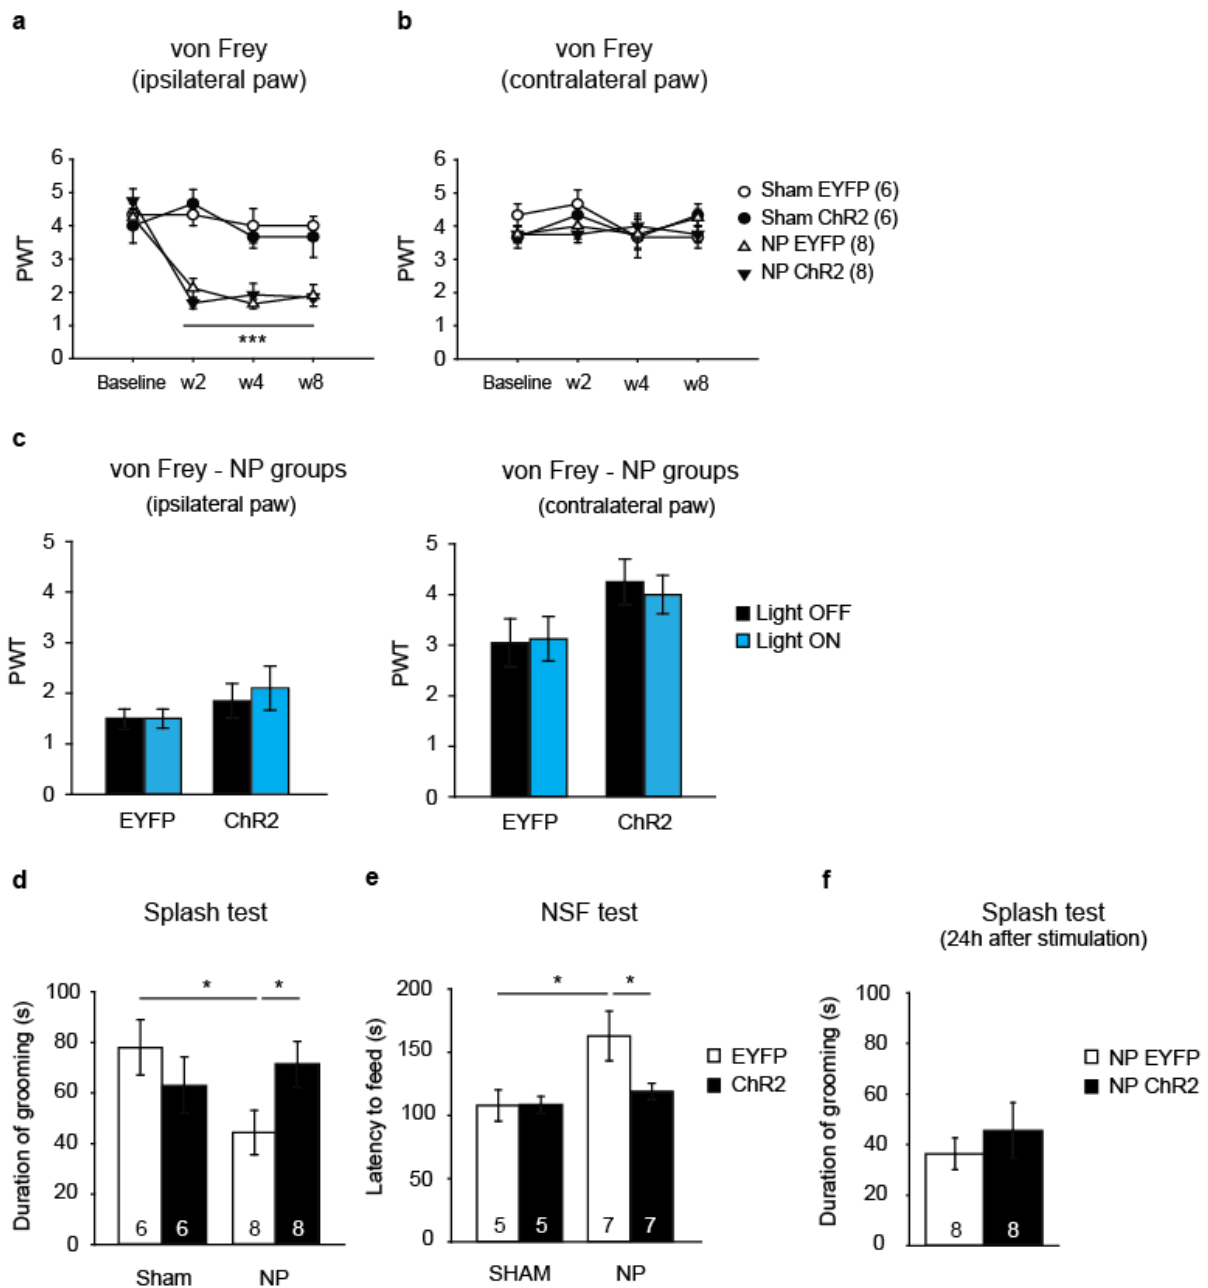 a
von Frey
(ipsilateral paw)
PWT
6
5
4
3
2
1
0
***
Baseline w2 w4 w8
b
von Frey
(contralateral paw)
6
5
4
3
2
1
0
PWT
Baseline w2 w4 w8
Sham EYFP (6)
Sham ChR2 (6)
NP EYFP (8)
NP ChR2 (8)
c
von Frey - NP groups
(ipsilateral paw)
PWT
5
4
3
2
1
0
EYFP ChR2
von Frey - NP groups
(contralateral paw)
PWT
5
4
3
2
1
0
EYFP ChR2
Light OFF
Light ON
d
Splash test
Duration of grooming (s)
100
80
60
40
20
0
* *
6 6 8 8
Sham NP
e
NSF test
Latency to feed (s)
200
150
100
50
0
* *
5 5 7 7
SHAM NP
EYFP
ChR2
f
Splash test
(24h after stimulation)
Duration of grooming (s)
100
80
60
40
20
0
8 8
NP EYFP
NP ChR2